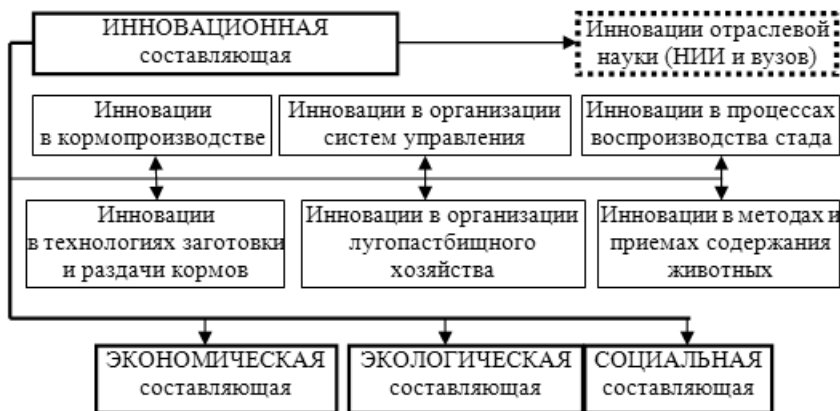 ИННОВАЦИОННАЯ
составляющая
Инновации отраслевой
науки (НИИ и вузов)
Инновации
в кормопроизводстве
Инновации в организации
систем управления
Инновации в процессах
воспроизводства стада
Инновации
в технологиях заготовки
и раздачи кормов
Инновации в организации
лугопастбищного
хозяйства
Инновации в методах и
приемах содержания
животных
ЭКОНОМИЧЕСКАЯ
составляющая
ЭКОЛОГИЧЕСКАЯ
составляющая
СОЦИАЛЬНАЯ
составляющая